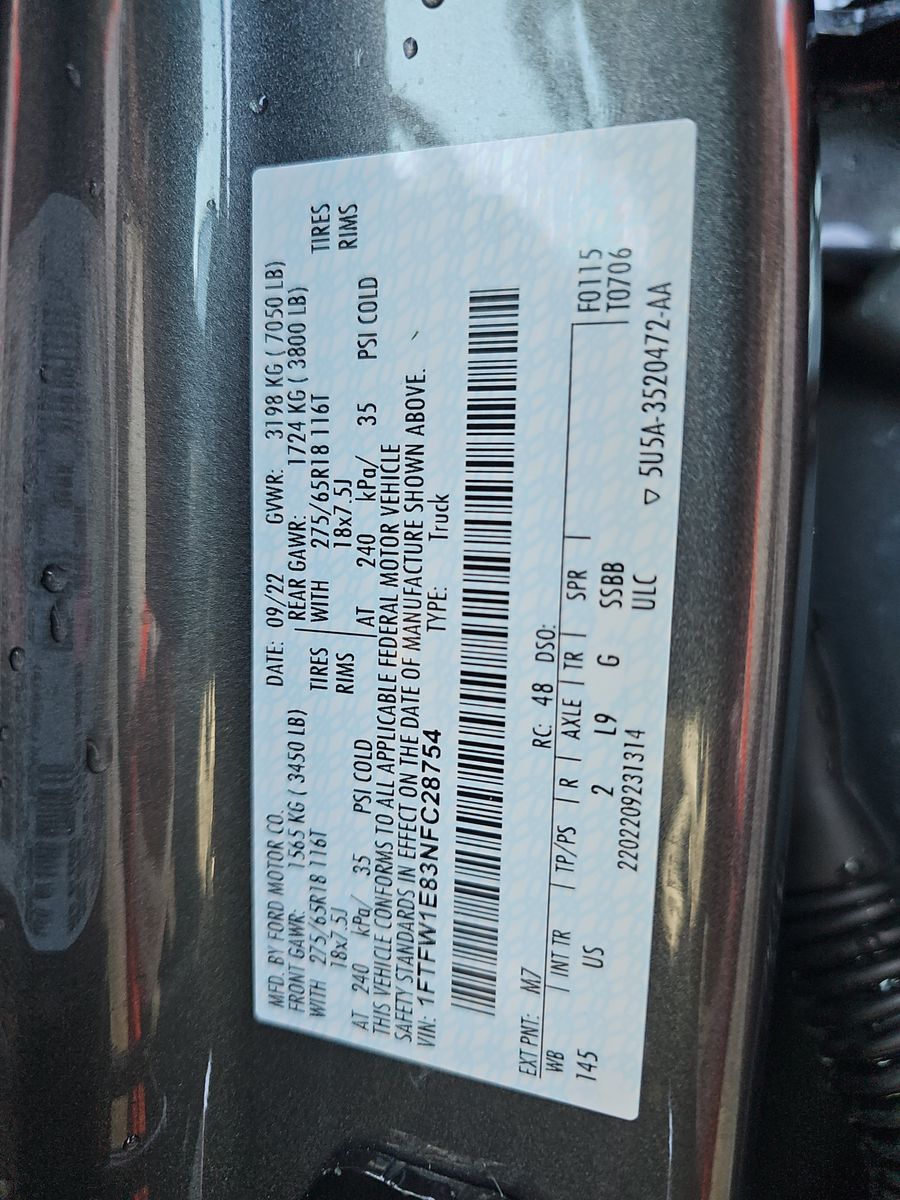 MFD. BY FORD MOTOR CO. DATE: 09/22 GVWR: 3198 KG ( 7050 LB)
FRONT GAWR: 1565 KG ( 3450 LB) REAR GAWR: 1724 KG ( 3800 LB)
WITH 275/65R18 116T TIRES WITH 275/65R18 116T TIRES
18x7.5J RIMS 18x7.5J RIMS
AT 240 kPa/ 35 PSI COLD AT 240 kPa/ 35 PSI COLD
THIS VEHICLE CONFORMS TO ALL APPLICABLE FEDERAL MOTOR VEHICLE
SAFETY STANDARDS IN EFFECT ON THE DATE OF MANUFACTURE SHOWN ABOVE.
VIN: 1FTFW1E83NFC28754 TYPE: Truck
EXT PNT: M7 RC: 48 DSO:
WB INT TR TP/PS R AXLE TR SPR F0115
145 US 2 L9 G SSBB T0706
2202209231314 ULC
▽ 5U5A-3520472-AA